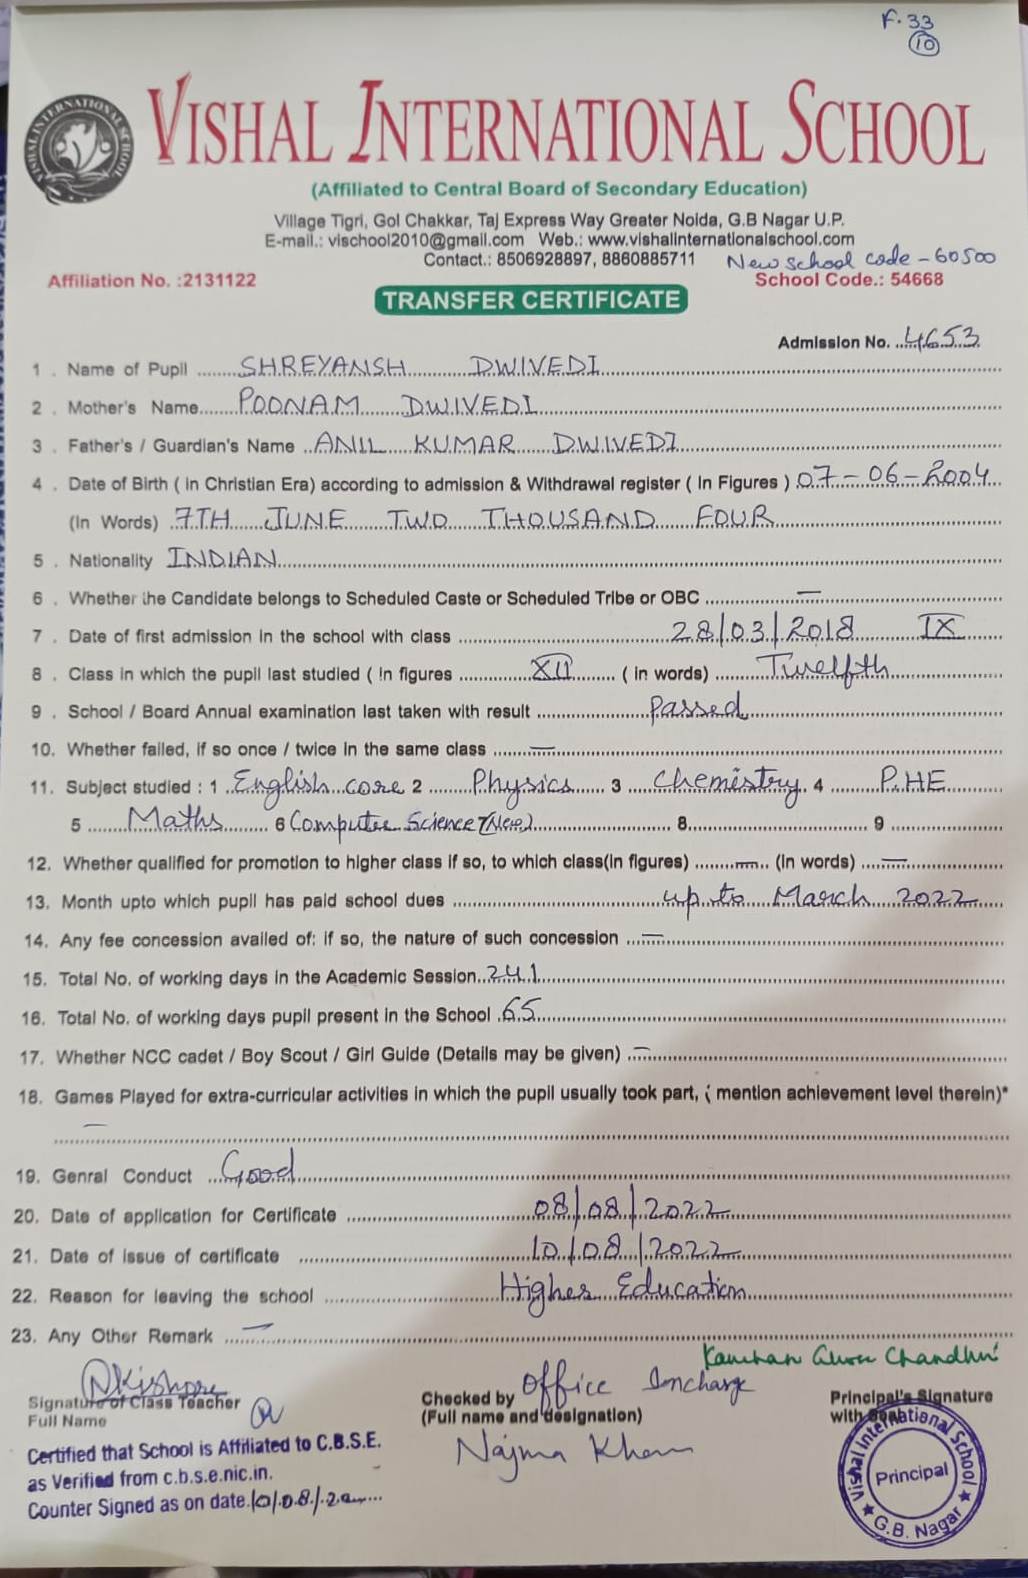 F. 33
10
VISHAL INTERNATIONAL SCHOOL
VISHAL INTERNATIONAL SCHOOL
(Affiliated to Central Board of Secondary Education)
Village Tigri, Gol Chakkar, Taj Express Way Greater Noida, G.B Nagar U.P.
E-mail.: vischool2010@gmail.com Web.: www.vishalinternationalschool.com
Contact.: 8506928897, 8860885711 New school code - 60500
Affiliation No. :2131122 School Code.: 54668
TRANSFER CERTIFICATE
Admission No. ..4653
1 . Name of Pupil SHREYANSH DWIVEDI
2 . Mother's Name POONAM DWIVEDI
3 . Father's / Guardian's Name ANIL KUMAR DWIVEDI
4 . Date of Birth ( in Christian Era) according to admission & Withdrawal register ( In Figures ) 07-06-2004
(In Words) 7TH JUNE TWO THOUSAND FOUR
5 . Nationality INDIAN
6 . Whether the Candidate belongs to Scheduled Caste or Scheduled Tribe or OBC —
7 . Date of first admission in the school with class 28/03/2018 IX
8 . Class in which the pupil last studied ( in figures XII ( in words) Twelfth
9 . School / Board Annual examination last taken with result Passed
10. Whether failed, if so once / twice in the same class —
11. Subject studied : 1 English core 2 Physics 3 Chemistry 4 P.HE
5 Maths 6 Computer Science (New) 8 9
12. Whether qualified for promotion to higher class if so, to which class(in figures) — (In words) —
13. Month upto which pupil has paid school dues up to March 2022
14. Any fee concession availed of: if so, the nature of such concession —
15. Total No. of working days in the Academic Session 241
16. Total No. of working days pupil present in the School 65
17. Whether NCC cadet / Boy Scout / Girl Guide (Details may be given) —
18. Games Played for extra-curricular activities in which the pupil usually took part, ( mention achievement level therein)*
—
19. Genral Conduct Good
20. Date of application for Certificate 08/08/2022
21. Date of issue of certificate 10/08/2022
22. Reason for leaving the school Higher Education
23. Any Other Remark —
Signature of Class Teacher Checked by Office Incharge Principal's Signature
Full Name (Full name and designation) with Seal
Najma Khan
Certified that School is Affiliated to C.B.S.E.
as Verified from c.b.s.e.nic.in.
Counter Signed as on date. 10/08/
Vishal International School
Principal
G.B. Nagar